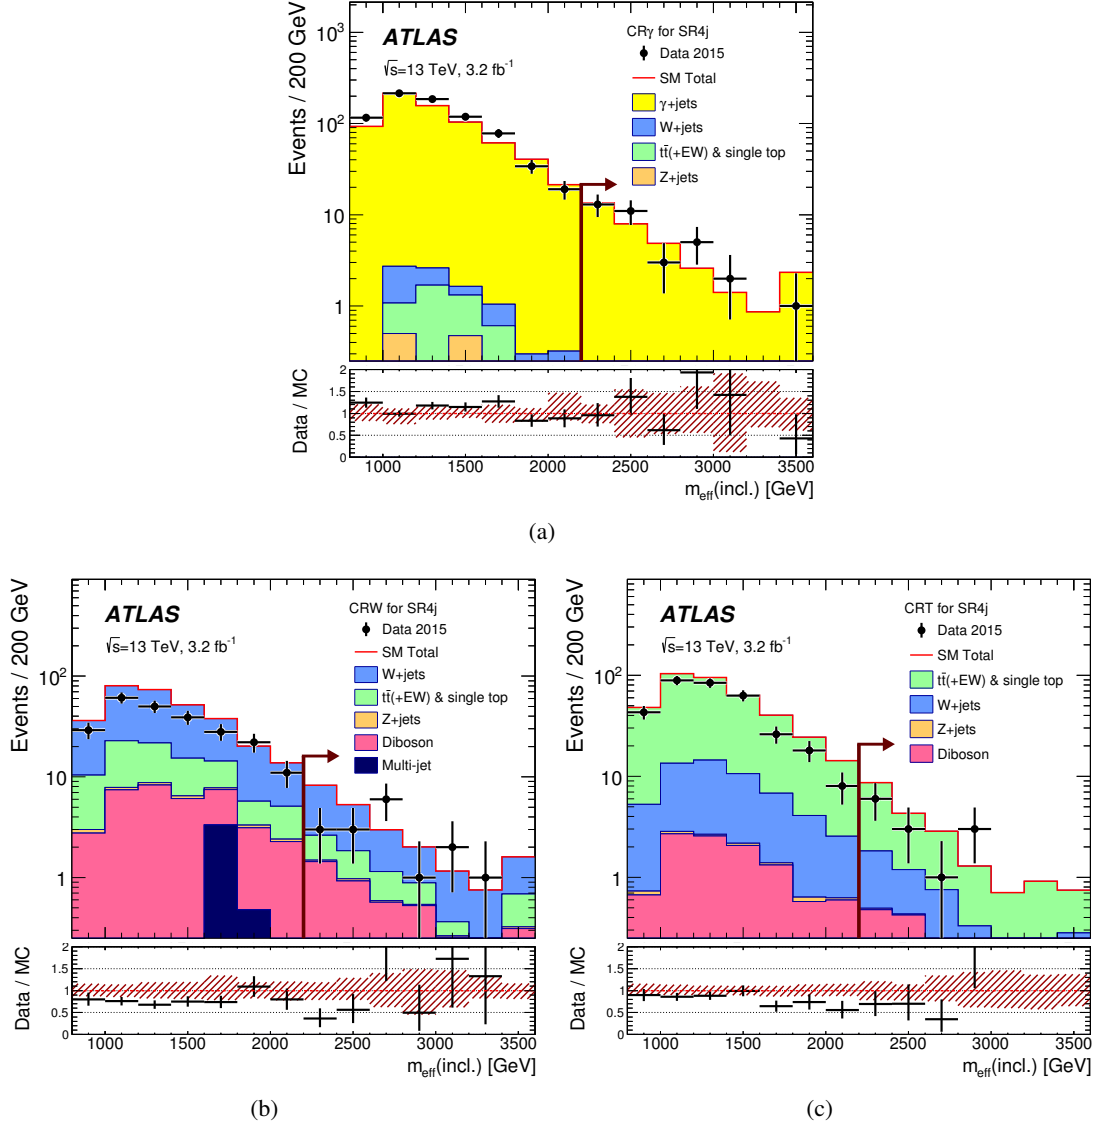 Events / 200 GeV
10³
10²
10
1
ATLAS
√s=13 TeV, 3.2 fb⁻¹
CRγ for SR4j
Data 2015
SM Total
γ+jets
W+jets
tt̄(+EW) & single top
Z+jets
Data / MC
2
1.5
1
0.5
0
1000 1500 2000 2500 3000 3500
m_eff(incl.) [GeV]
(a)
Events / 200 GeV
10²
10
1
ATLAS
√s=13 TeV, 3.2 fb⁻¹
CRW for SR4j
Data 2015
SM Total
W+jets
tt̄(+EW) & single top
Z+jets
Diboson
Multi-jet
Data / MC
2
1.5
1
0.5
0
1000 1500 2000 2500 3000 3500
m_eff(incl.) [GeV]
(b)
Events / 200 GeV
10²
10
1
ATLAS
√s=13 TeV, 3.2 fb⁻¹
CRT for SR4j
Data 2015
SM Total
tt̄(+EW) & single top
W+jets
Z+jets
Diboson
Data / MC
2
1.5
1
0.5
0
1000 1500 2000 2500 3000 3500
m_eff(incl.) [GeV]
(c)